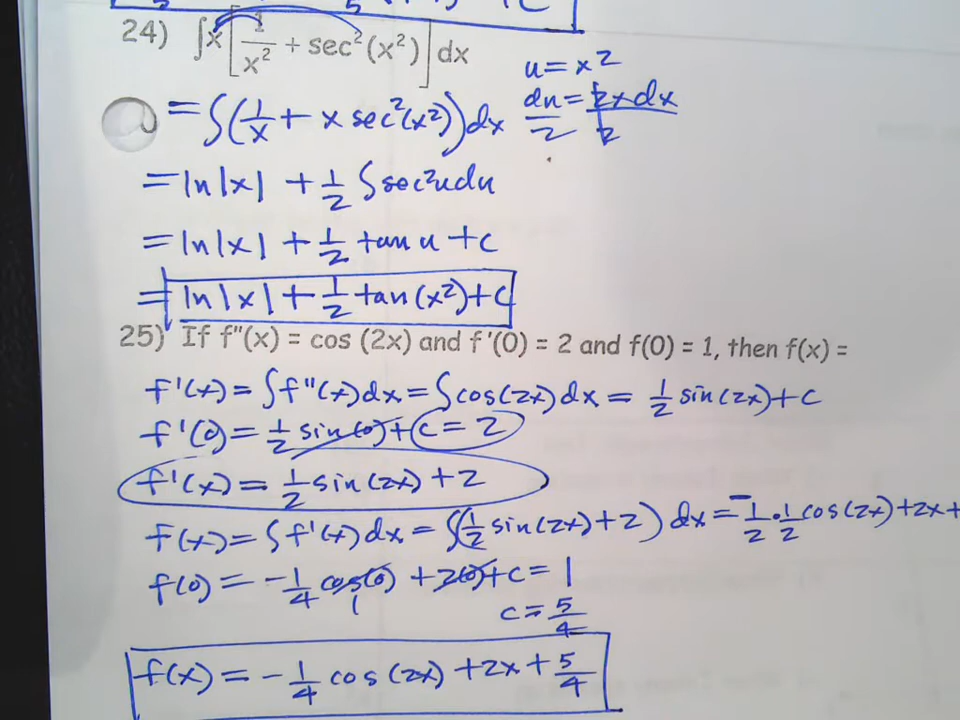 24) ∫x[1/x² + sec²(x²)]dx
u = x²
du/2 = 2x dx/2
= ∫(1/x + x sec²(x²))dx
= ln|x| + 1/2 ∫sec²u du
= ln|x| + 1/2 tan u + c
= ln|x| + 1/2 tan(x²) + c
25) If f"(x) = cos (2x) and f '(0) = 2 and f(0) = 1, then f(x) =
f'(x) = ∫f"(x)dx = ∫cos(2x)dx = 1/2 sin(2x) + c
f'(0) = 1/2 sin(0) + c = 2
f'(x) = 1/2 sin(2x) + 2
f(x) = ∫f'(x)dx = ∫(1/2 sin(2x) + 2)dx = -1/2 · 1/2 cos(2x) + 2x +
f(0) = -1/4 cos(0) + 2(0) + c = 1
1
c = 5/4
f(x) = -1/4 cos(2x) + 2x + 5/4